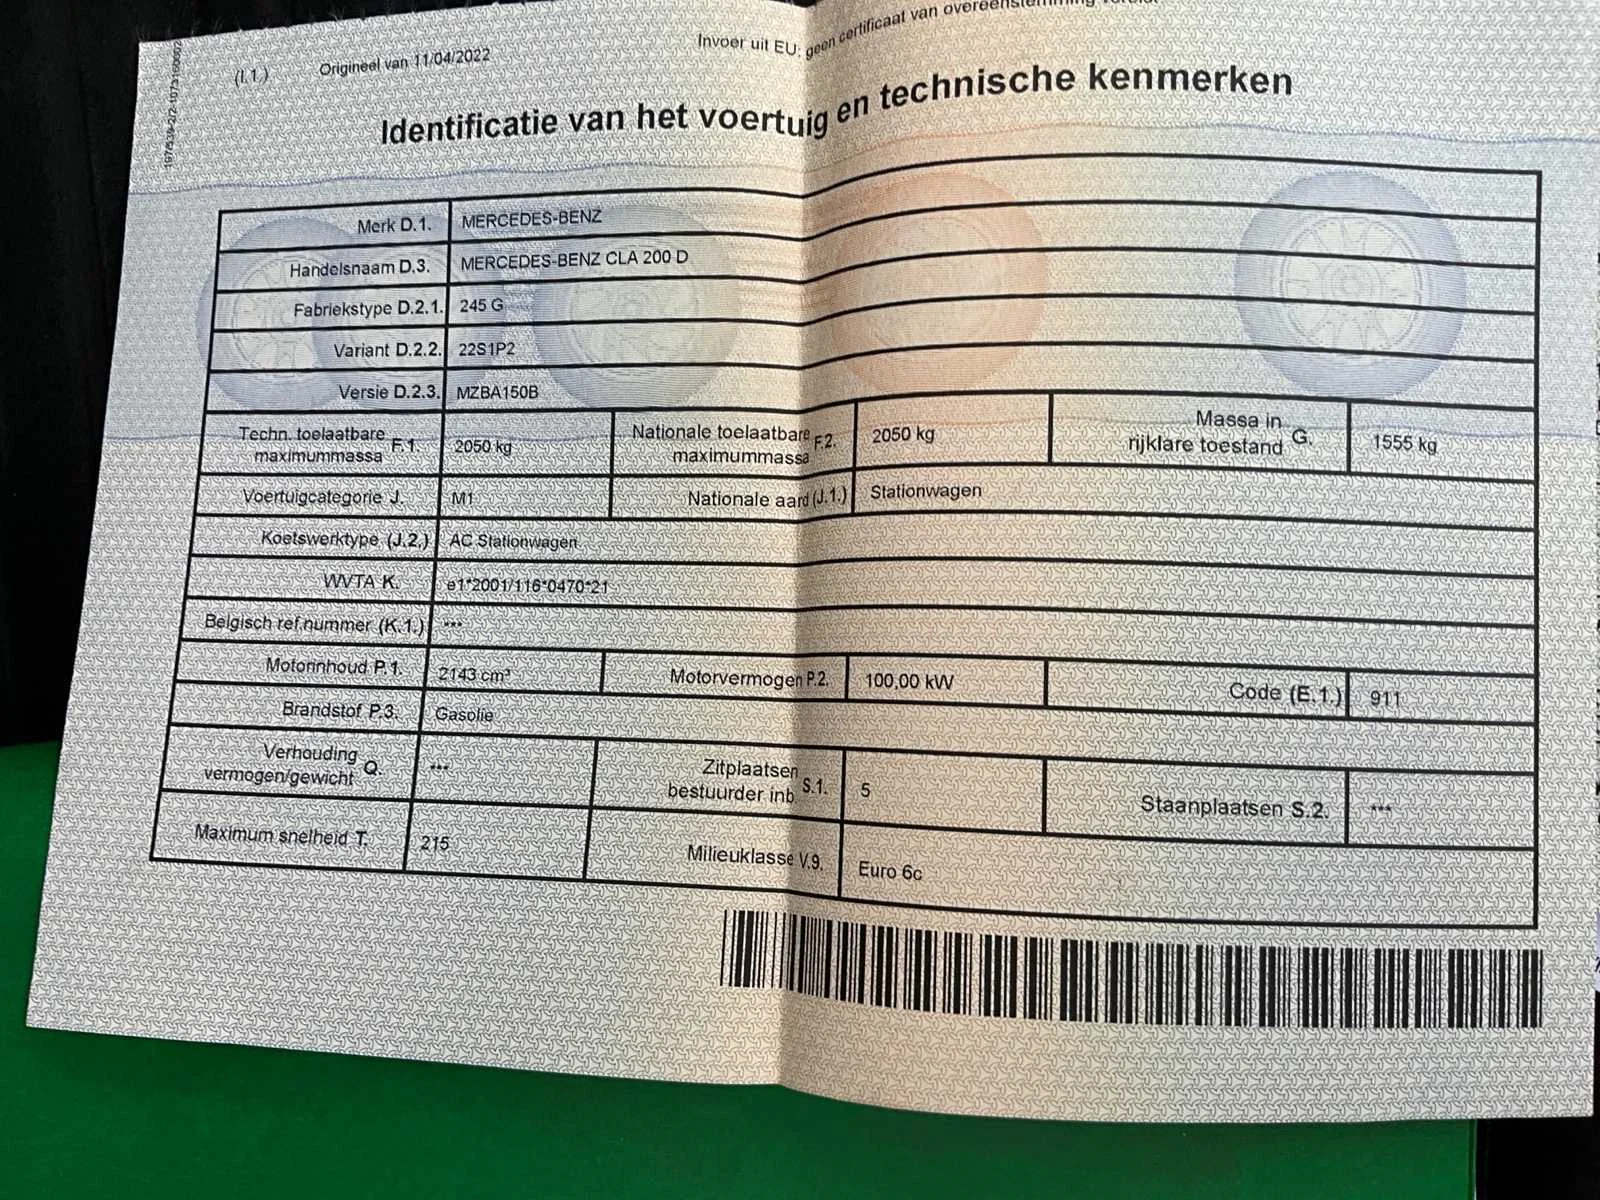 (I.1.) Origineel van 11/04/2022
Invoer uit EU: geen certificaat van overeenstemming
Identificatie van het voertuig en technische kenmerken
Merk D.1. MERCEDES-BENZ
Handelsnaam D.3. MERCEDES-BENZ CLA 200 D
Fabriekstype D.2.1. 245 G
Variant D.2.2. 22S1P2
Versie D.2.3. MZBA150B
Techn. toelaatbare maximummassa F.1. 2050 kg
Nationale toelaatbare maximummassa F.2. 2050 kg
Massa in rijklare toestand G. 1555 kg
Voertuigcategorie J. M1
Nationale aard (J.1.) Stationwagen
Koetswerktype (J.2.) AC Stationwagen
WVTA K. e1*2001/116*0470*21
Belgisch ref.nummer (K.1.) ***
Motorinhoud P.1. 2143 cm³
Motorvermogen P.2. 100,00 kW
Code (E.1.) 911
Brandstof P.3. Gasolie
Verhouding vermogen/gewicht Q. ***
Zitplaatsen bestuurder inb S.1. 5
Staanplaatsen S.2. ***
Maximum snelheid T. 215
Milieuklasse V.9. Euro 6c